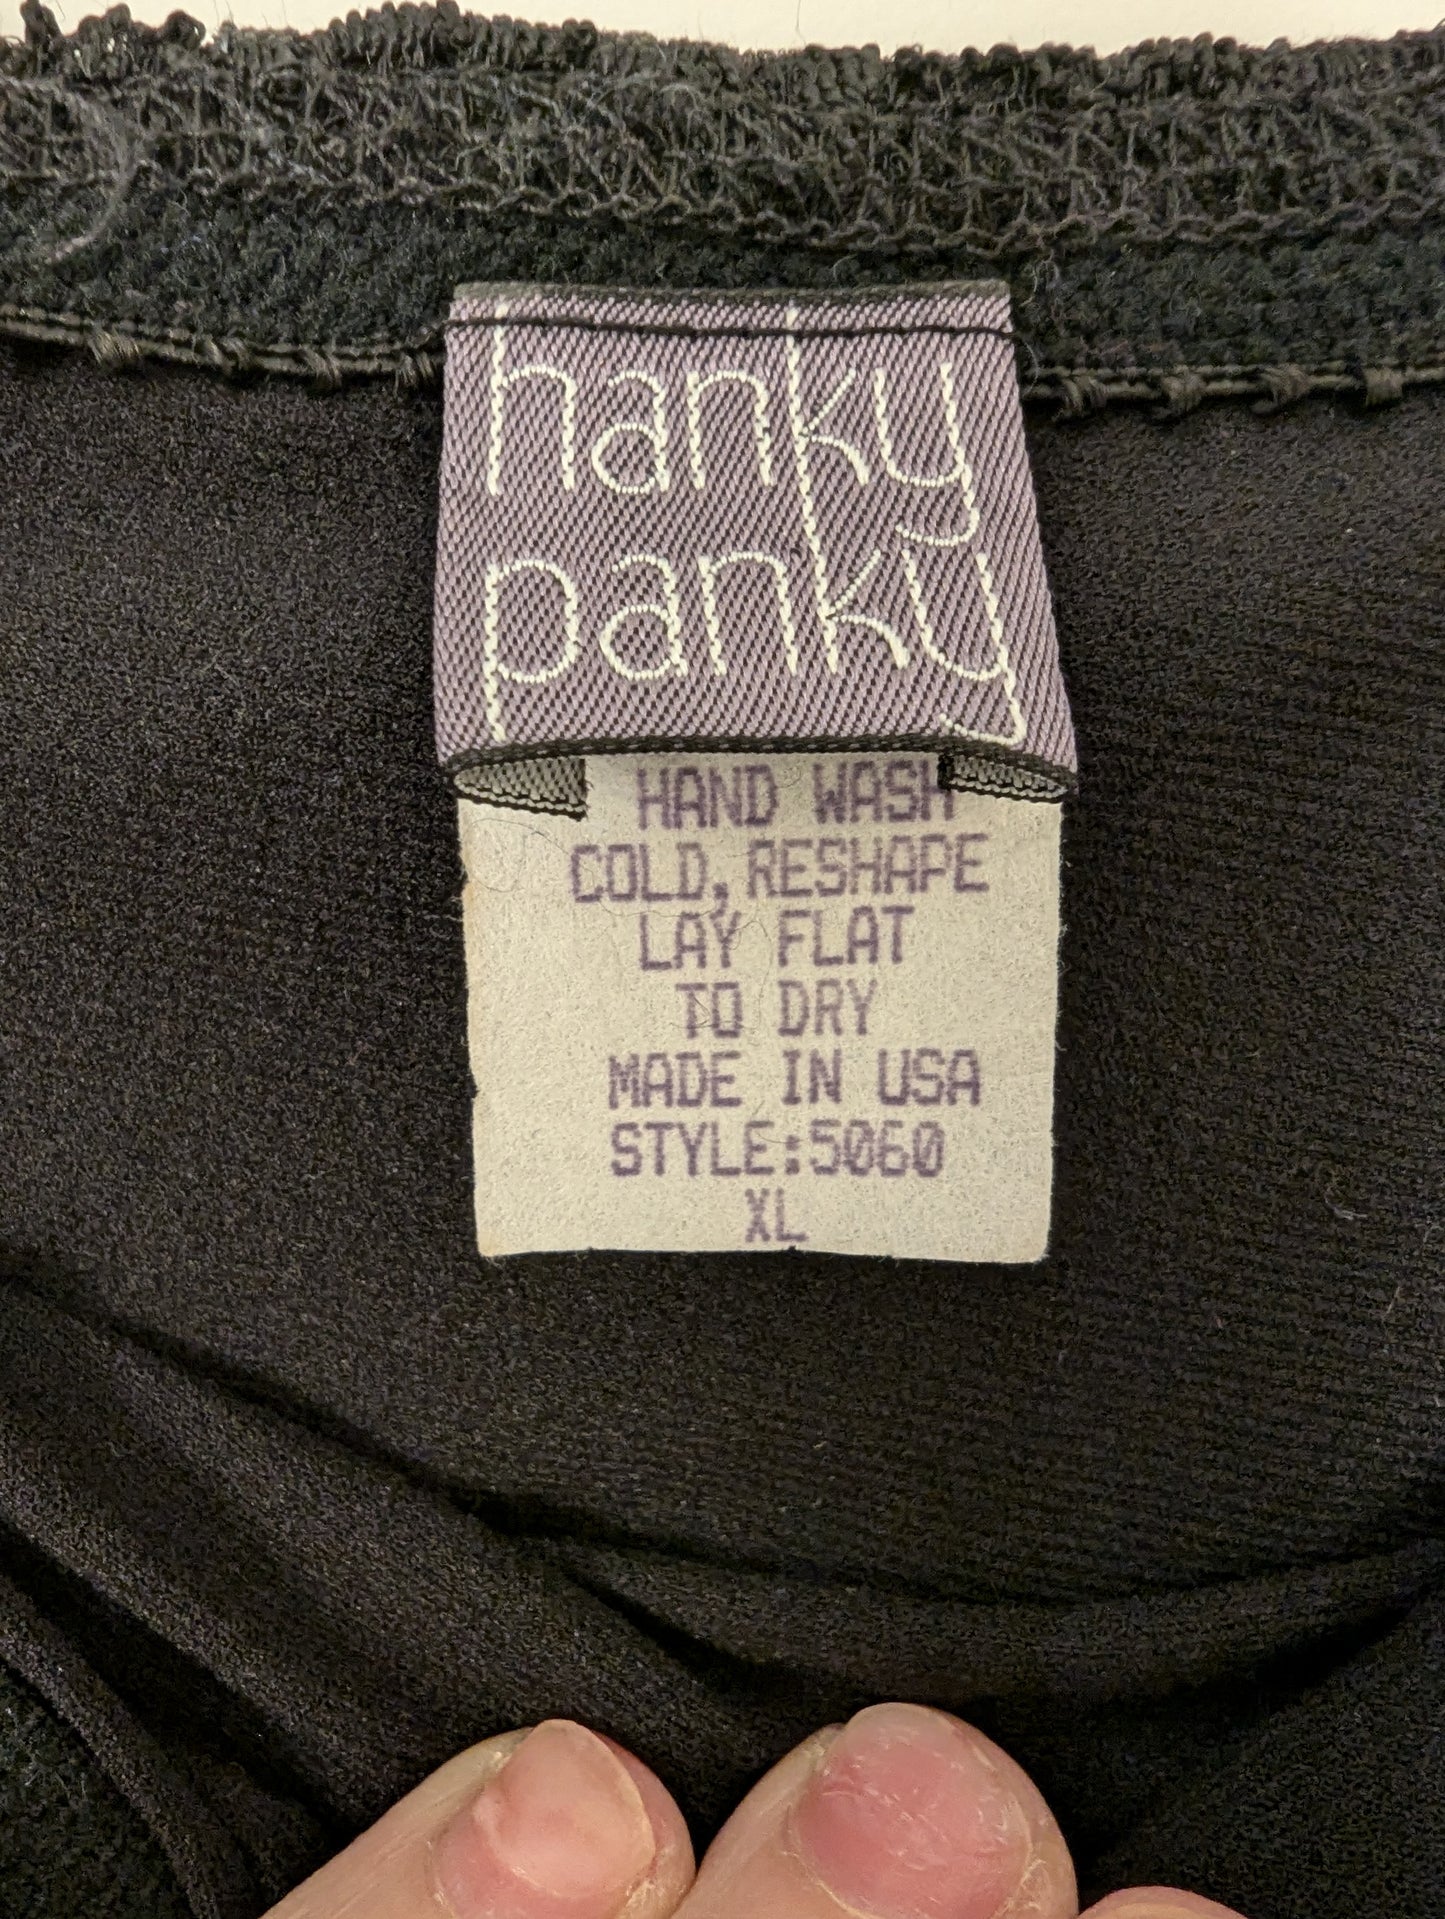 hanky
panky
HAND WASH
COLD, RESHAPE
LAY FLAT
TO DRY
MADE IN USA
STYLE:5060
XL